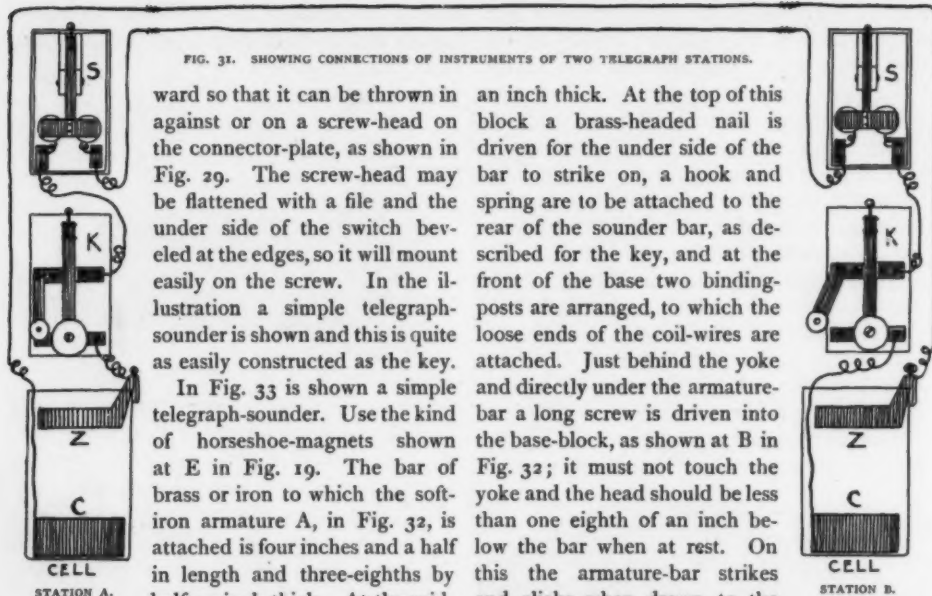 FIG. 31. SHOWING CONNECTIONS OF INSTRUMENTS OF TWO TELEGRAPH STATIONS.
S
K
Z
C
CELL
STATION A.
ward so that it can be thrown in
against or on a screw-head on
the connector-plate, as shown in
Fig. 29. The screw-head may
be flattened with a file and the
under side of the switch bev-
eled at the edges, so it will mount
easily on the screw. In the il-
lustration a simple telegraph-
sounder is shown and this is quite
as easily constructed as the key.
In Fig. 33 is shown a simple
telegraph-sounder. Use the kind
of horseshoe-magnets shown
at E in Fig. 19. The bar of
brass or iron to which the soft-
iron armature A, in Fig. 32, is
attached is four inches and a half
in length and three-eighths by
an inch thick. At the top of this
block a brass-headed nail is
driven for the under side of the
bar to strike on, a hook and
spring are to be attached to the
rear of the sounder bar, as de-
scribed for the key, and at the
front of the base two binding-
posts are arranged, to which the
loose ends of the coil-wires are
attached. Just behind the yoke
and directly under the armature-
bar a long screw is driven into
the base-block, as shown at B in
Fig. 32; it must not touch the
yoke and the head should be less
than one eighth of an inch be-
low the bar when at rest. On
this the armature-bar strikes
S
K
Z
C
CELL
STATION B.